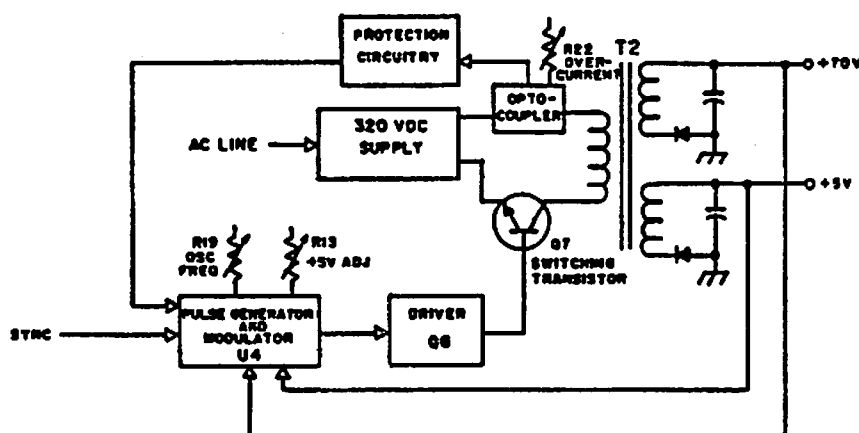 PROTECTION
CIRCUITRY
R22
OVER-
CURRENT
T2
+70V
OPTO-
COUPLER
320 VDC
SUPPLY
AC LINE
+5V
R19
OSC
FREQ
R13
+5V ADJ
Q7
SWITCHING
TRANSISTOR
PULSE GENERATOR
AND
MODULATOR
U4
DRIVER
Q6
SYNC